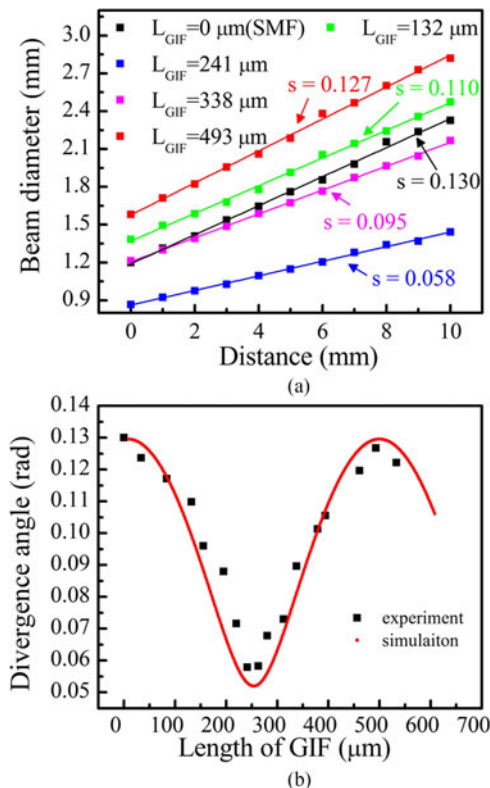 L_GIF=0 μm(SMF) L_GIF=132 μm
L_GIF=241 μm
L_GIF=338 μm
L_GIF=493 μm
s = 0.127
s = 0.110
s = 0.130
s = 0.095
s = 0.058
Beam diameter (mm)
3.0
2.7
2.4
2.1
1.8
1.5
1.2
0.9
0 2 4 6 8 10
Distance (mm)
(a)
Divergence angle (rad)
0.14
0.13
0.12
0.11
0.10
0.09
0.08
0.07
0.06
0.05
experiment
simulaiton
0 100 200 300 400 500 600 700
Length of GIF (μm)
(b)